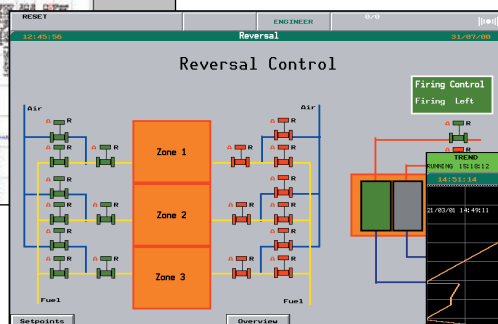 RESET
ENGINEER
0/0
12:45:56
Reversal
31/07/00
Reversal Control
Firing Control
Firing Left
Air
Air
A R
A R
A R
A R
A R
A R
A R
Zone 1
A R
A R
A R
A R
A R
Zone 2
A R
A R
A R
A R
A R
Zone 3
A R
A R
Fuel
Fuel
Setpoints
Overview
TREND
RUNNING 15:18:12
14:51:14
21/03/01 14:49:11